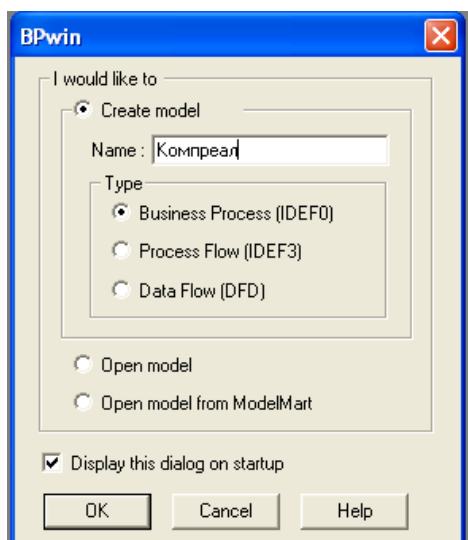 BPwin
I would like to
Create model
Name : Компреал
Type
Business Process (IDEF0)
Process Flow (IDEF3)
Data Flow (DFD)
Open model
Open model from ModelMart
Display this dialog on startup
OK Cancel Help